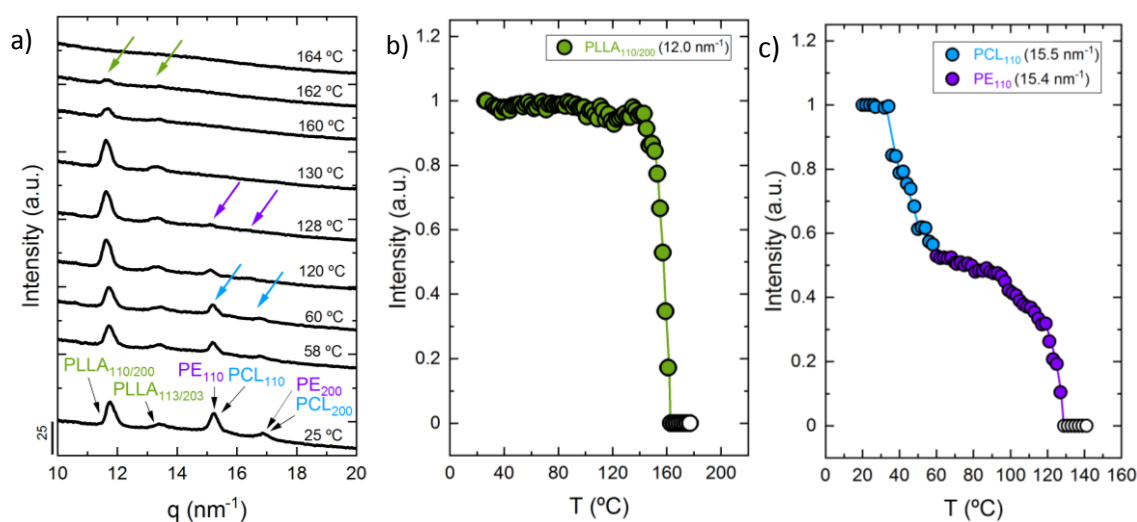 a)
Intensity (a.u.)
164 ºC
162 ºC
160 ºC
130 ºC
128 ºC
120 ºC
60 ºC
58 ºC
PLLA110/200
PLLA113/203
PE110
PCL110
PE200
PCL200
25 ºC
25
10 12 14 16 18 20
q (nm-1)
b)
PLLA110/200 (12.0 nm-1)
Intensity (a.u.)
1.2
1
0.8
0.6
0.4
0.2
0
0 40 80 120 160 200
T (ºC)
c)
PCL110 (15.5 nm-1)
PE110 (15.4 nm-1)
Intensity (a.u.)
1.2
1
0.8
0.6
0.4
0.2
0
0 20 40 60 80 100 120 140 160
T (ºC)